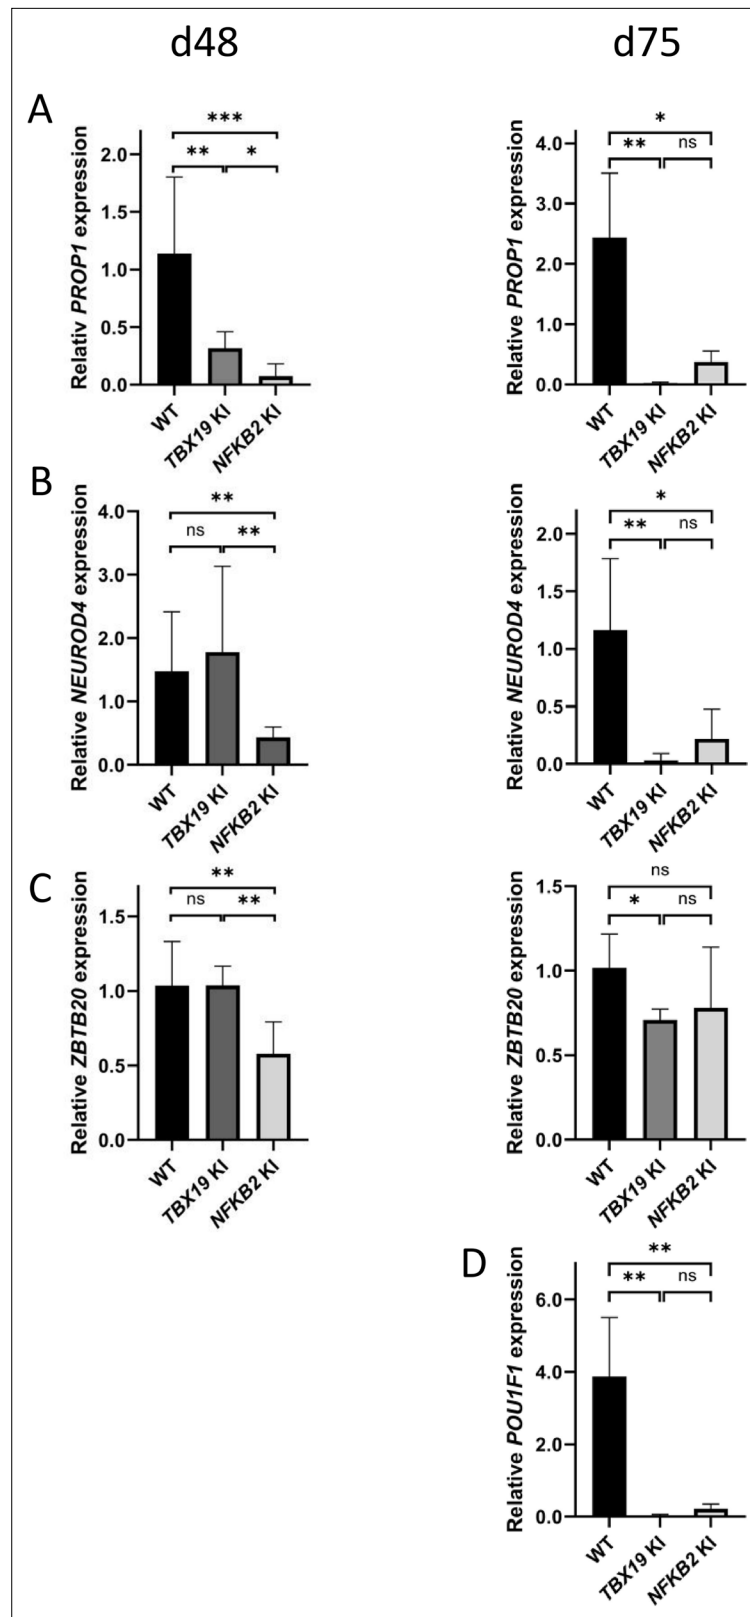 d48
d75
A
Relativ PROP1 expression
2.0
1.5
1.0
0.5
0.0
***
** *
WT
TBX19 KI
NFKB2 KI
Relative PROP1 expression
4.0
3.0
2.0
1.0
0.0
*
** ns
WT
TBX19 KI
NFKB2 KI
B
Relative NEUROD4 expression
4.0
3.0
2.0
1.0
0.0
**
ns **
WT
TBX19 KI
NFKB2 KI
Relative NEUROD4 expression
2.0
1.5
1.0
0.5
0.0
*
** ns
WT
TBX19 KI
NFKB2 KI
C
Relative ZBTB20 expression
1.5
1.0
0.5
0.0
**
ns **
WT
TBX19 KI
NFKB2 KI
Relative ZBTB20 expression
1.5
1.0
0.5
0.0
ns
* ns
WT
TBX19 KI
NFKB2 KI
D
Relative POU1F1 expression
6.0
4.0
2.0
0.0
**
** ns
WT
TBX19 KI
NFKB2 KI